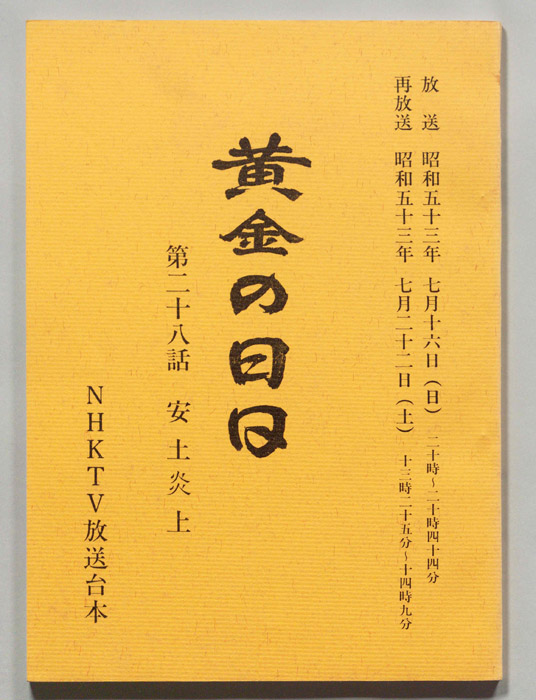 放送 昭和五十三年 七月十六日(日) 二十時~二十時四十四分
再放送 昭和五十三年 七月二十二日(土) 十三時二十五分~十四時九分
黄金の日日
第二十八話 安土炎上
NHKTV放送台本